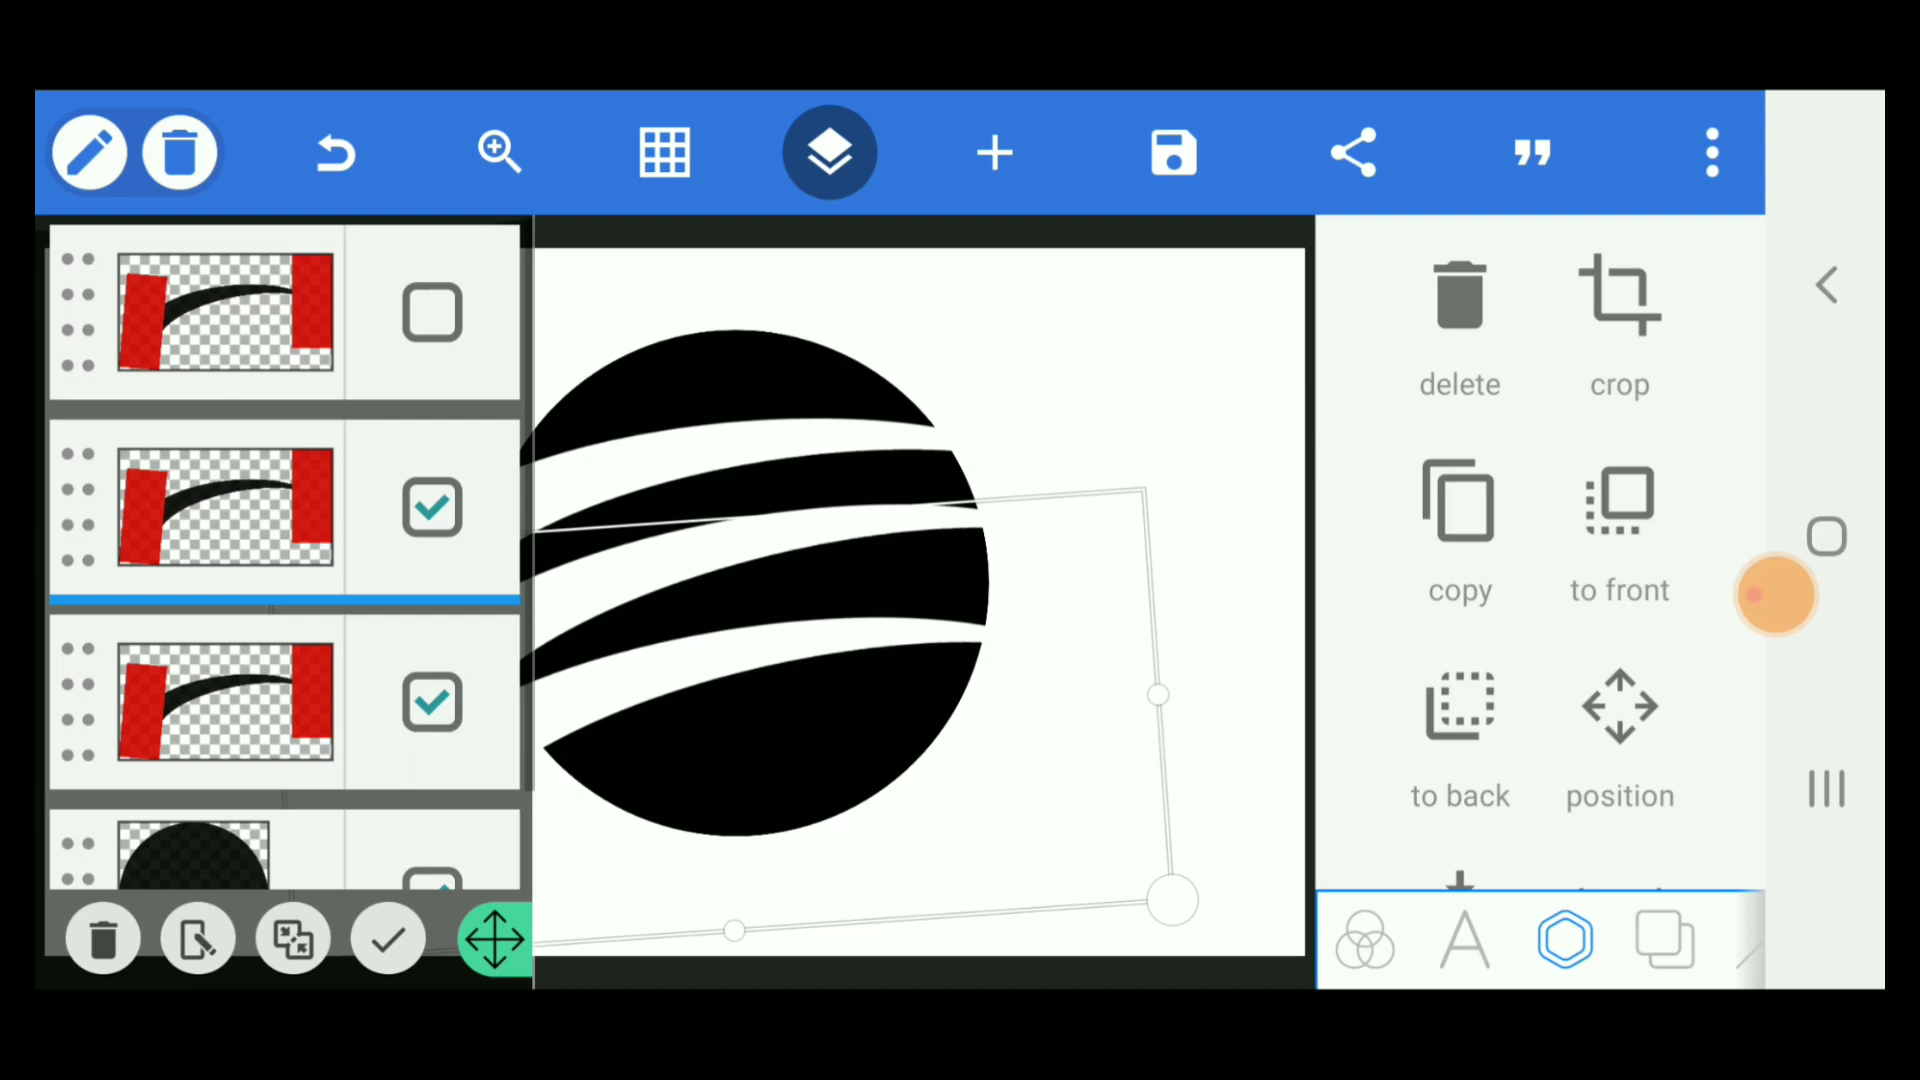 delete
crop
copy
to front
to back
position